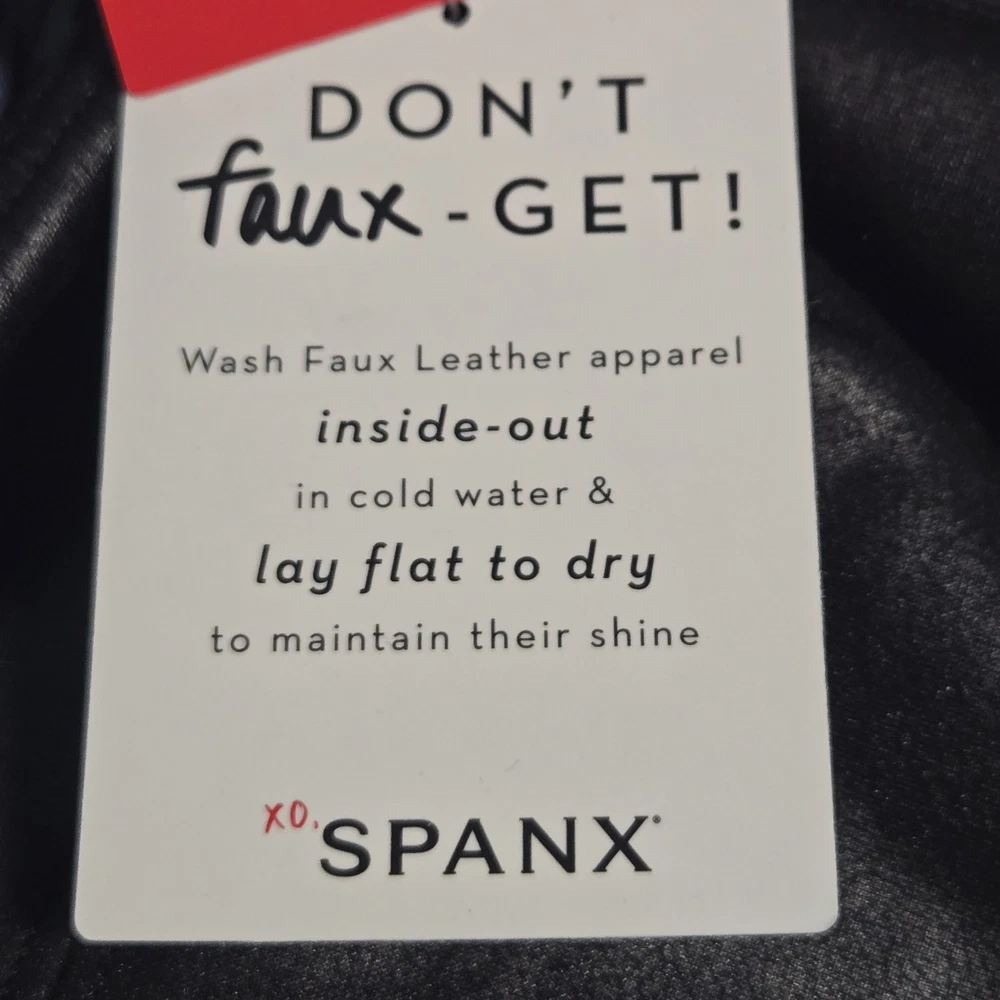 DON'T
faux-GET!
Wash Faux Leather apparel
inside-out
in cold water &
lay flat to dry
to maintain their shine
XO, SPANX®